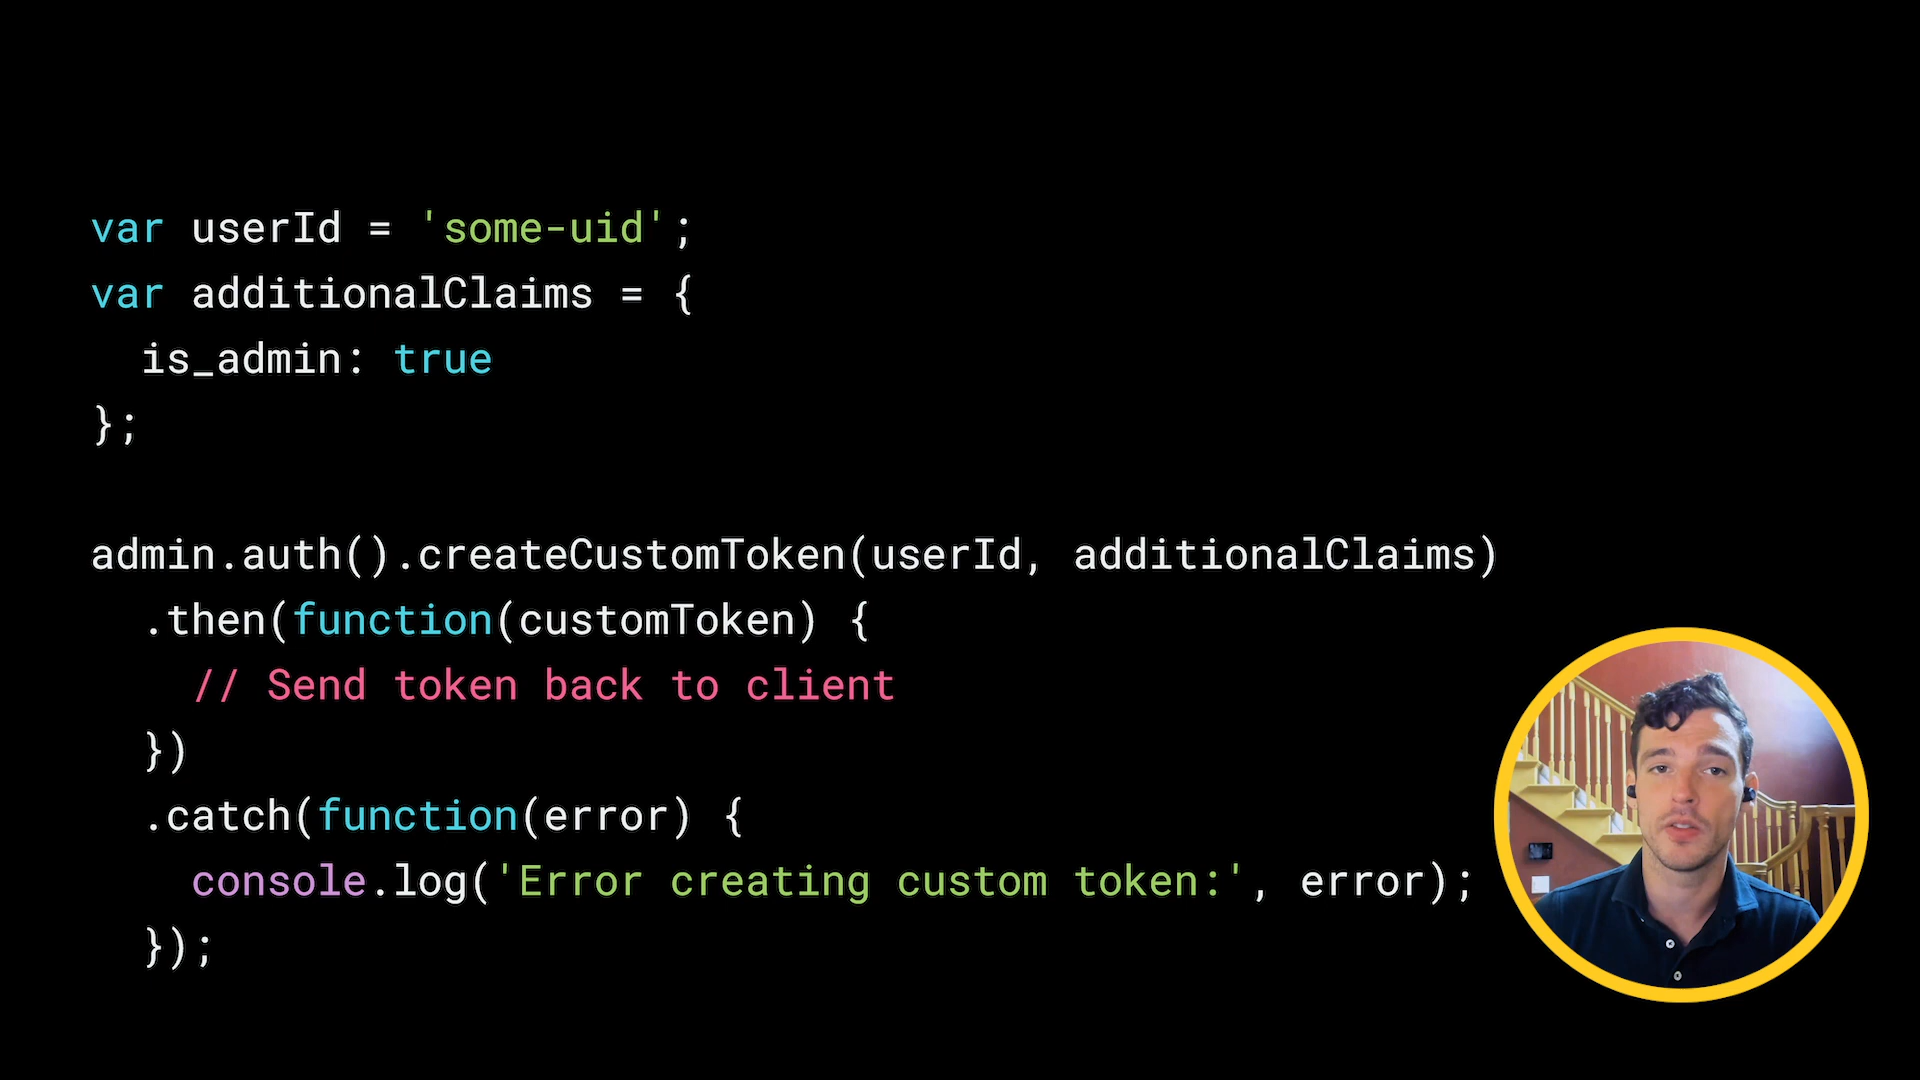 var userId = 'some-uid';
var additionalClaims = {
  is_admin: true
};
admin.auth().createCustomToken(userId, additionalClaims)
  .then(function(customToken) {
    // Send token back to client
  })
  .catch(function(error) {
    console.log('Error creating custom token:', error);
  });